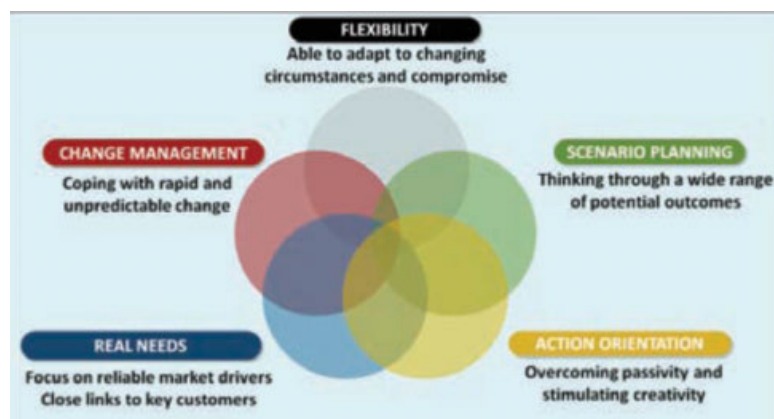 FLEXIBILITY
Able to adapt to changing
circumstances and compromise
CHANGE MANAGEMENT
Coping with rapid and
unpredictable change
SCENARIO PLANNING
Thinking through a wide range
of potential outcomes
REAL NEEDS
Focus on reliable market drivers
Close links to key customers
ACTION ORIENTATION
Overcoming passivity and
stimulating creativity